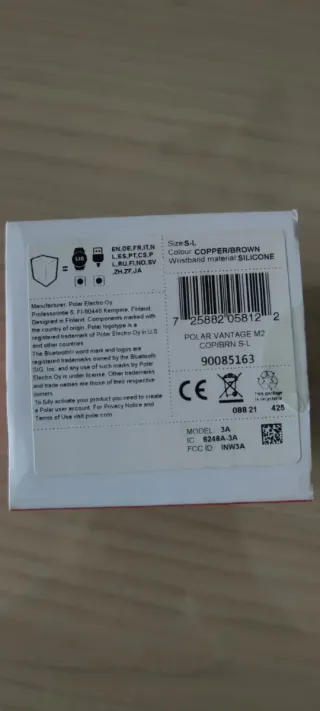 EN,DE,FR,IT,N
L,ES,PT,CS,P
L,RU,FI,NO,SV
,ZH,ZF,JA
Manufacturer: Polar Electro Oy
Professorintie 5, FI-90440 Kempele, Finland.
Designed in Finland. Components marked with
the country of origin. Polar logotype is a
registered trademark of Polar Electro Oy in U.S
and other countries
The Bluetooth® word mark and logos are
registered trademarks owned by the Bluetooth
SIG, Inc. and any use of such marks by Polar
Electro Oy is under license. Other trademarks
and trade names are those of their respective
owners.
To fully activate your product you need to create
a Polar user account. For Privacy Notice and
Terms of Use visit polar.com
Size S-L
Colour COPPER/BROWN
Wristband material SILICONE
7 25882 05812 2
POLAR VANTAGE M2
COP/BRN S-L
90085163
CE
This package
is recyclable
088 21 425
MODEL: 3A
IC: 6248A-3A
FCC ID: INW3A